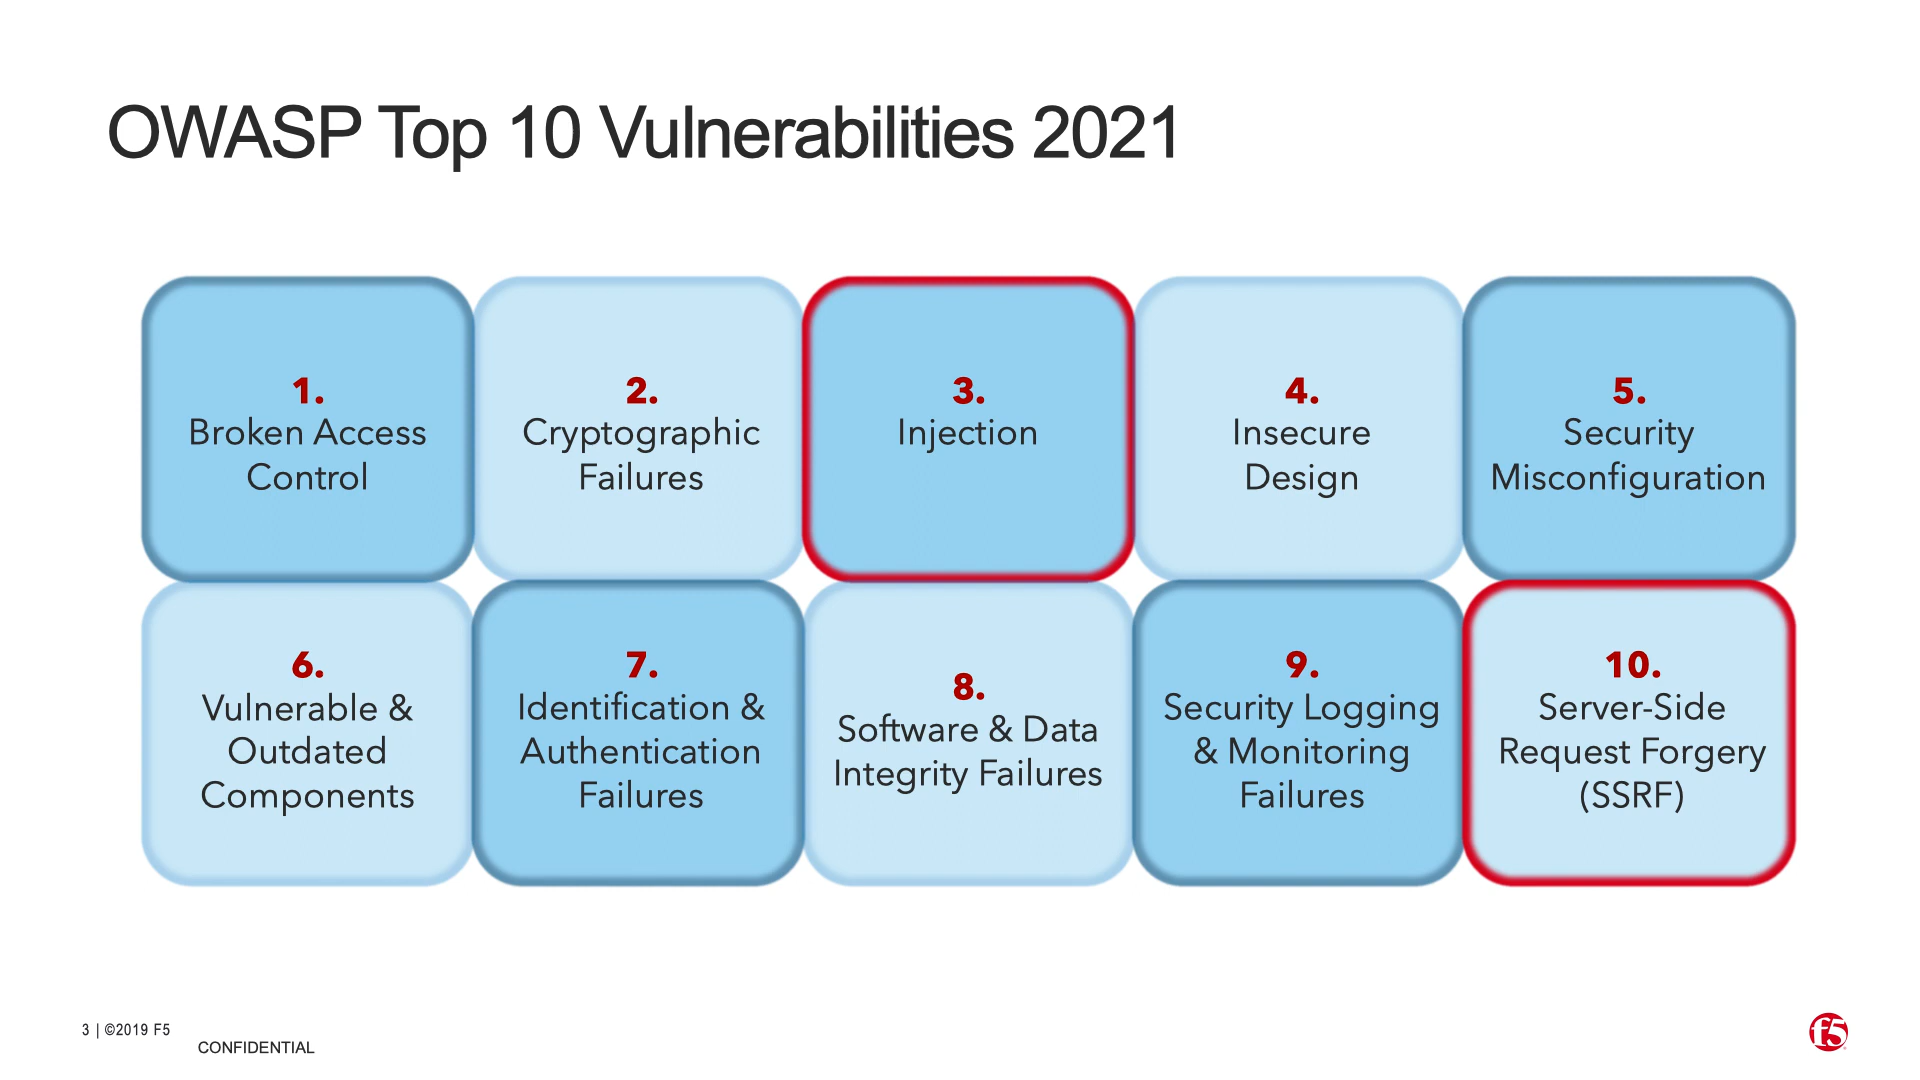 OWASP Top 10 Vulnerabilities 2021
1.
Broken Access
Control
2.
Cryptographic
Failures
3.
Injection
4.
Insecure
Design
5.
Security
Misconfiguration
6.
Vulnerable &
Outdated
Components
7.
Identification &
Authentication
Failures
8.
Software & Data
Integrity Failures
9.
Security Logging
& Monitoring
Failures
10.
Server-Side
Request Forgery
(SSRF)
3 | ©2019 F5
CONFIDENTIAL
f5